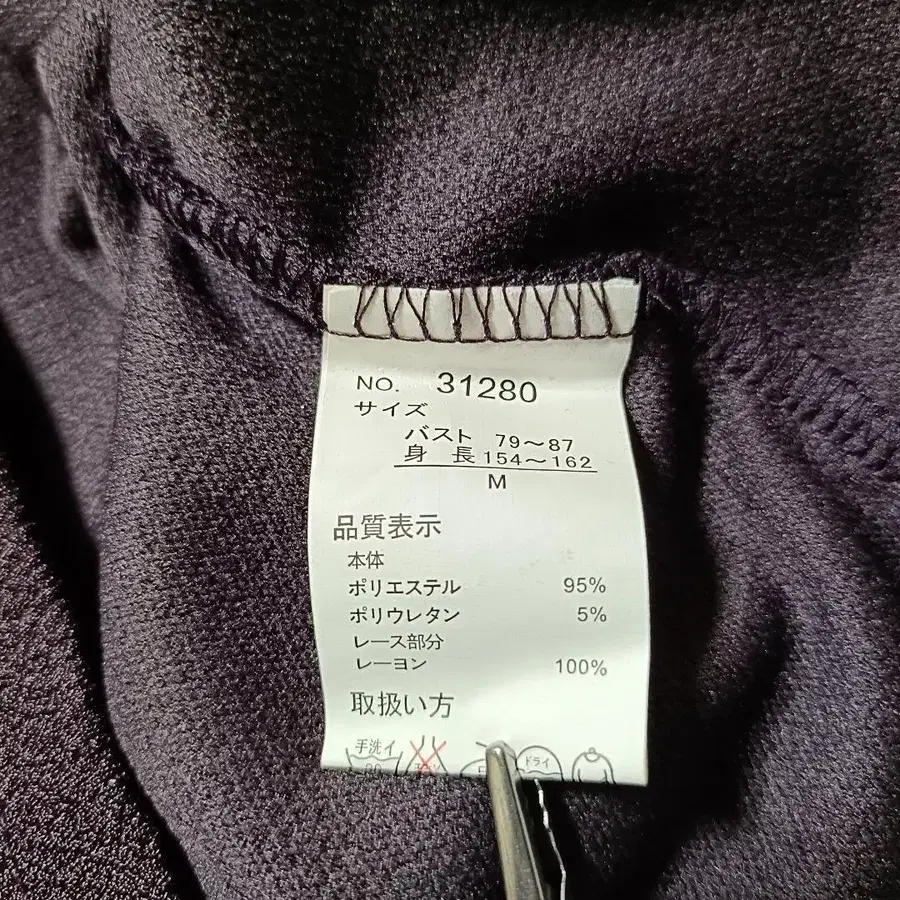 NO. 31280
サイズ
バスト 79～87
身長 154～162
M
品質表示
本体
ポリエステル 95%
ポリウレタン 5%
レース部分
レーヨン 100%
取扱い方
手洗イ ドライ